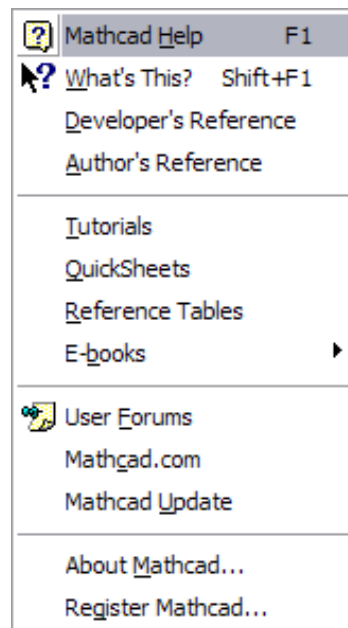 Mathcad Help F1
What's This? Shift+F1
Developer's Reference
Author's Reference
Tutorials
QuickSheets
Reference Tables
E-books
User Forums
Mathcad.com
Mathcad Update
About Mathcad...
Register Mathcad...